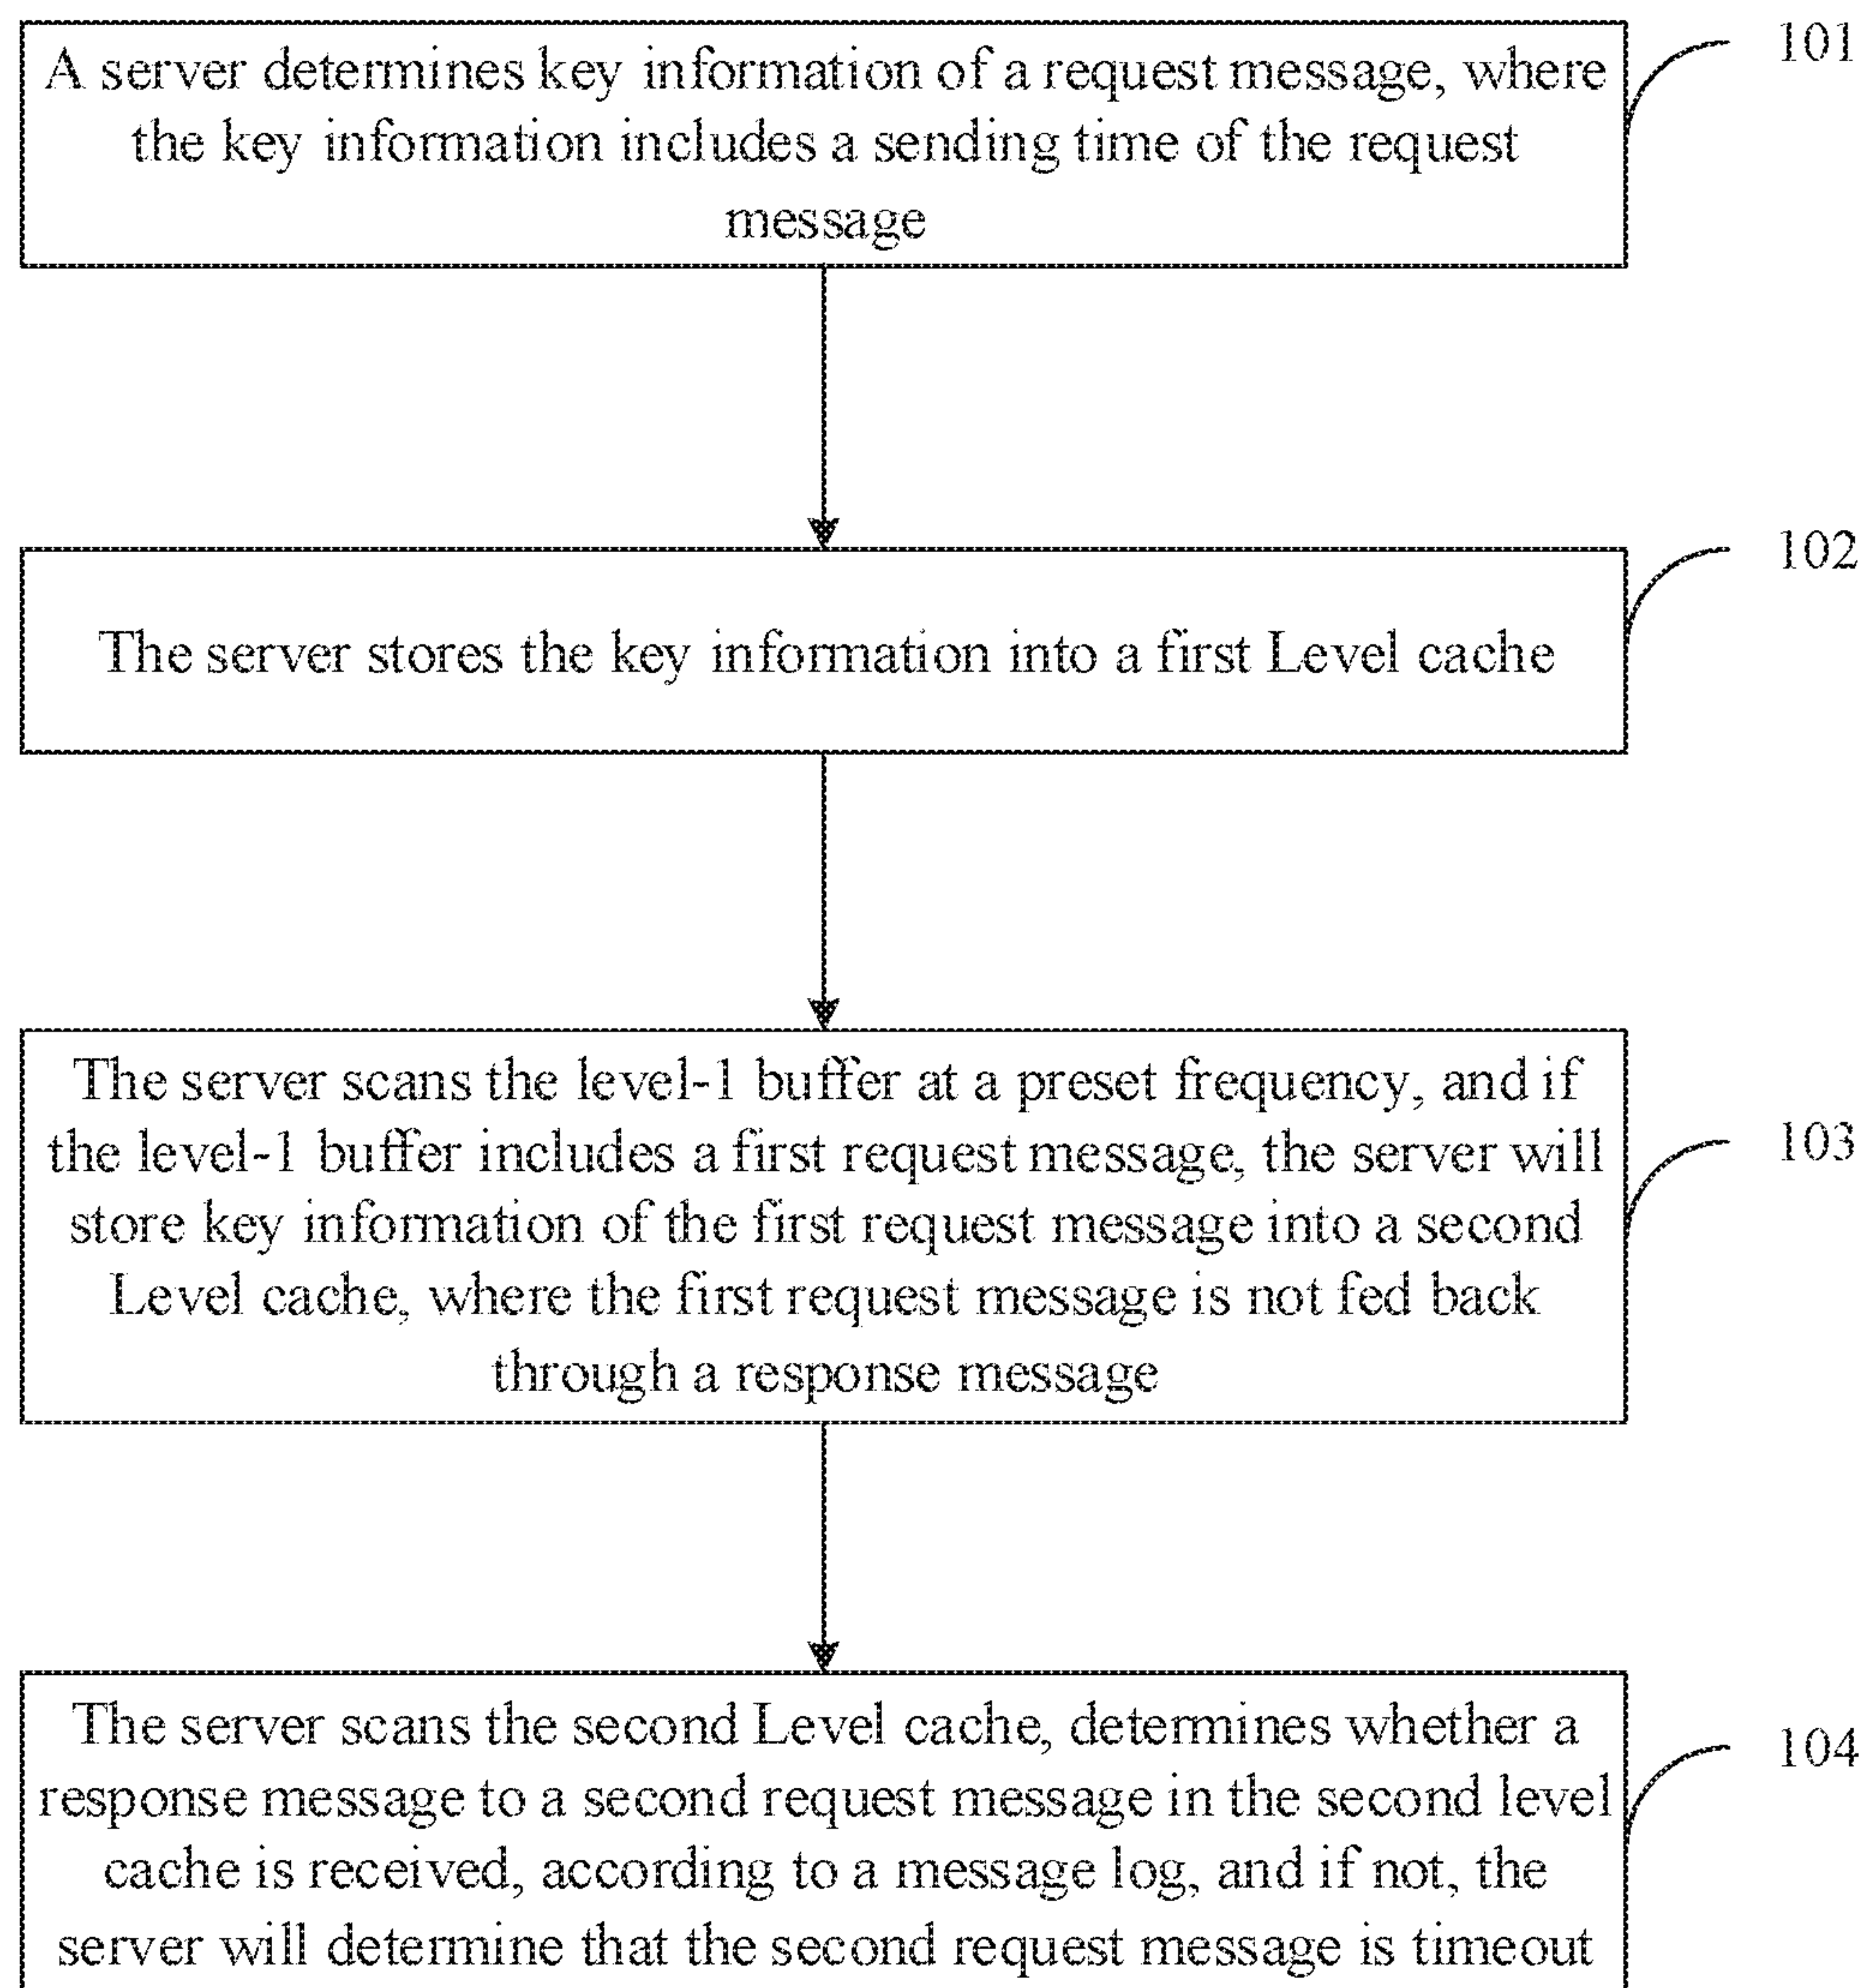 A server determines key information of a request message, where
the key information includes a sending time of the request
message
101
The server stores the key information into a first Level cache
102
The server scans the level-1 buffer at a preset frequency, and if
the level-1 buffer includes a first request message, the server will
store key information of the first request message into a second
Level cache, where the first request message is not fed back
through a response message
103
The server scans the second Level cache, determines whether a
response message to a second request message in the second level
cache is received, according to a message log, and if not, the
server will determine that the second request message is timeout
104